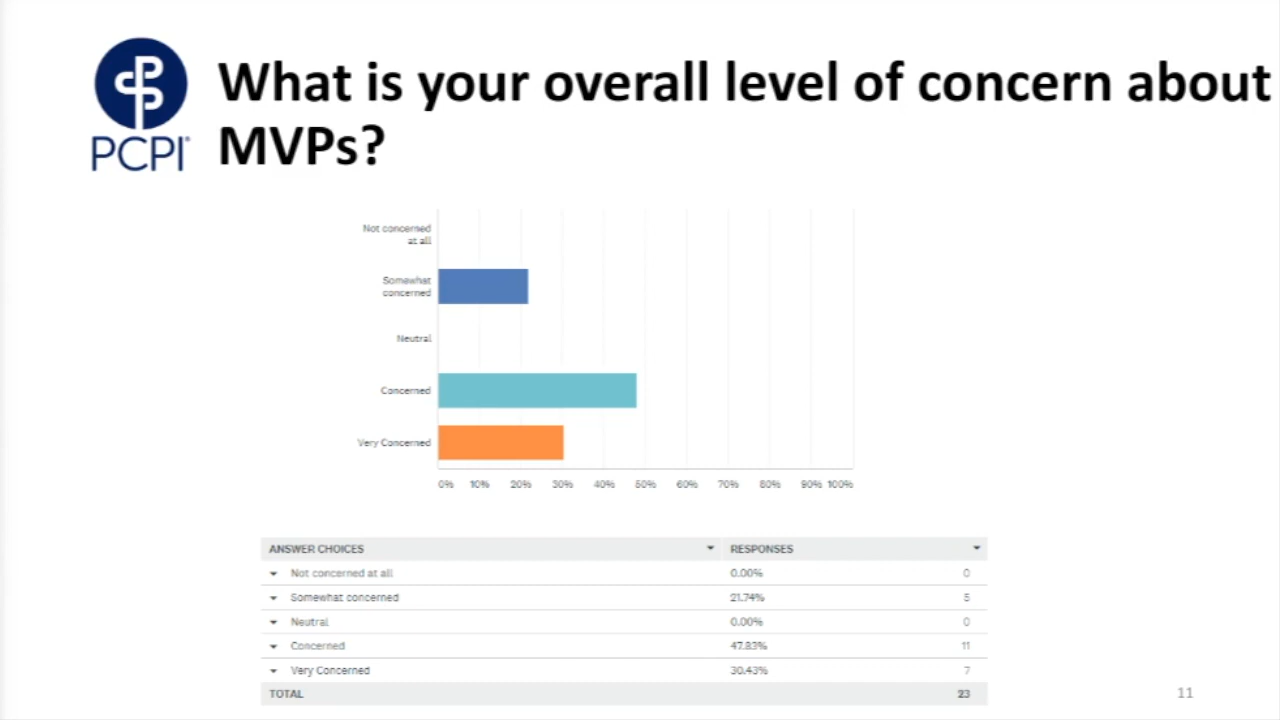 What is your overall level of concern about
MVPs?
PCPI®
Not concerned
at all
Somewhat
concerned
Neutral
Concerned
Very Concerned
0% 10% 20% 30% 40% 50% 60% 70% 80% 90% 100%
ANSWER CHOICES RESPONSES
Not concerned at all 0.00% 0
Somewhat concerned 21.74% 5
Neutral 0.00% 0
Concerned 47.83% 11
Very Concerned 30.43% 7
TOTAL 23
11